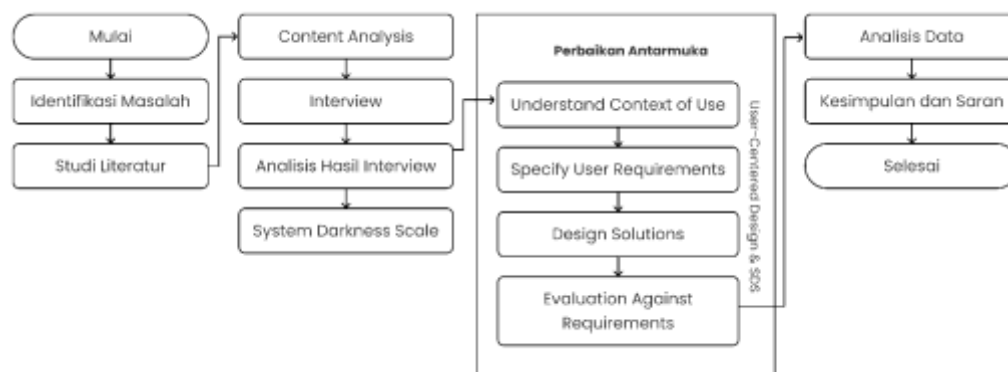 Mulai
Identifikasi Masalah
Studi Literatur
Content Analysis
Interview
Analisis Hasil Interview
System Darkness Scale
Perbaikan Antarmuka
Understand Context of Use
Specify User Requirements
Design Solutions
Evaluation Against
Requirements
User-Centered Design & SDS
Analisis Data
Kesimpulan dan Saran
Selesai